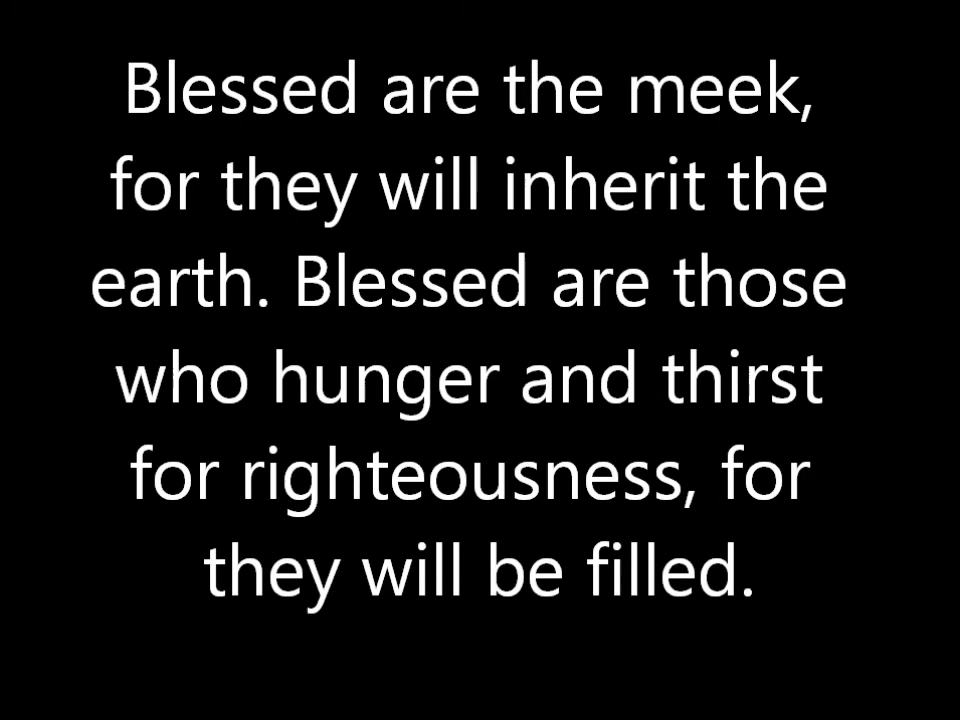 Blessed are the meek,
for they will inherit the
earth. Blessed are those
who hunger and thirst
for righteousness, for
they will be filled.